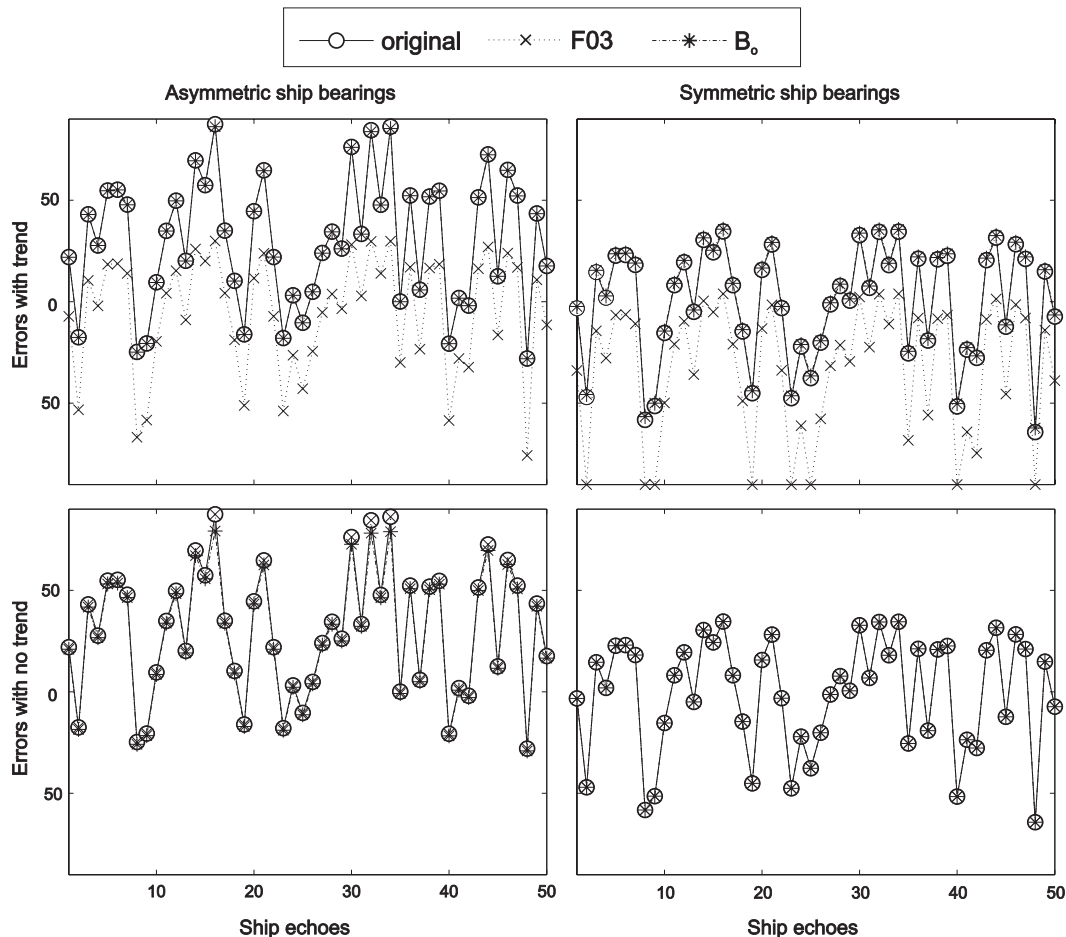 original F03 B₀
Asymmetric ship bearings
Symmetric ship bearings
Errors with trend
50
0
50
Errors with no trend
50
0
50
10 20 30 40 50
10 20 30 40 50
Ship echoes
Ship echoes